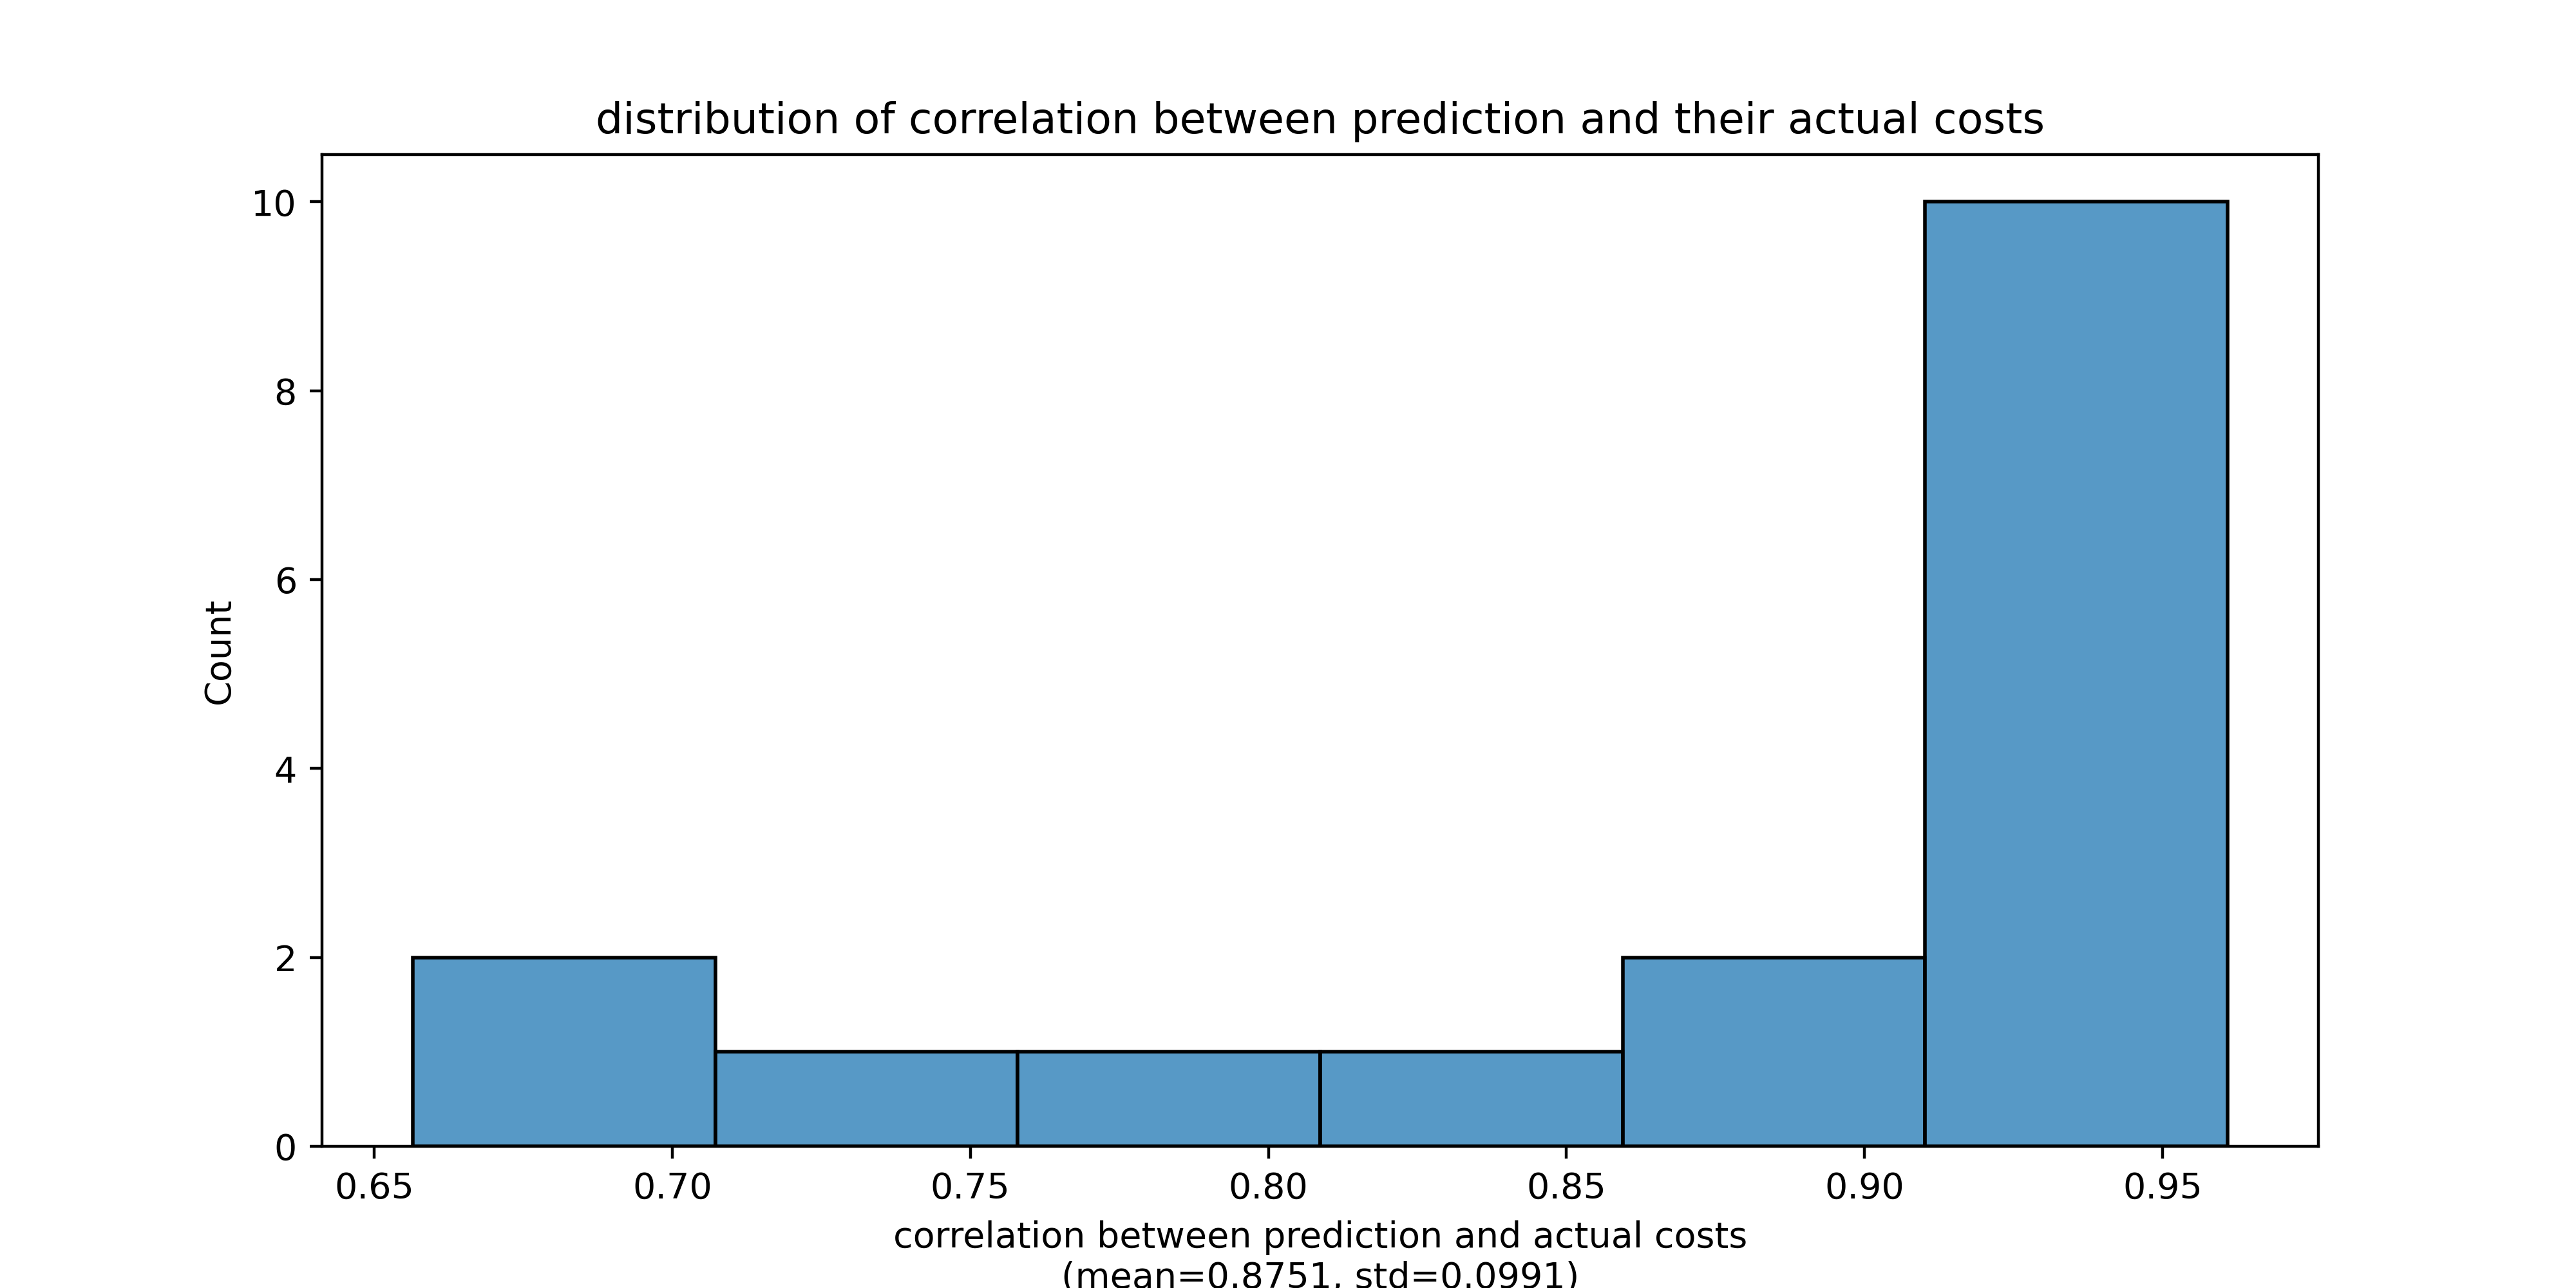 distribution of correlation between prediction and their actual costs
10
8
6
4
2
0
Count
0.65 0.70 0.75 0.80 0.85 0.90 0.95
correlation between prediction and actual costs
(mean=0.8751, std=0.0991)